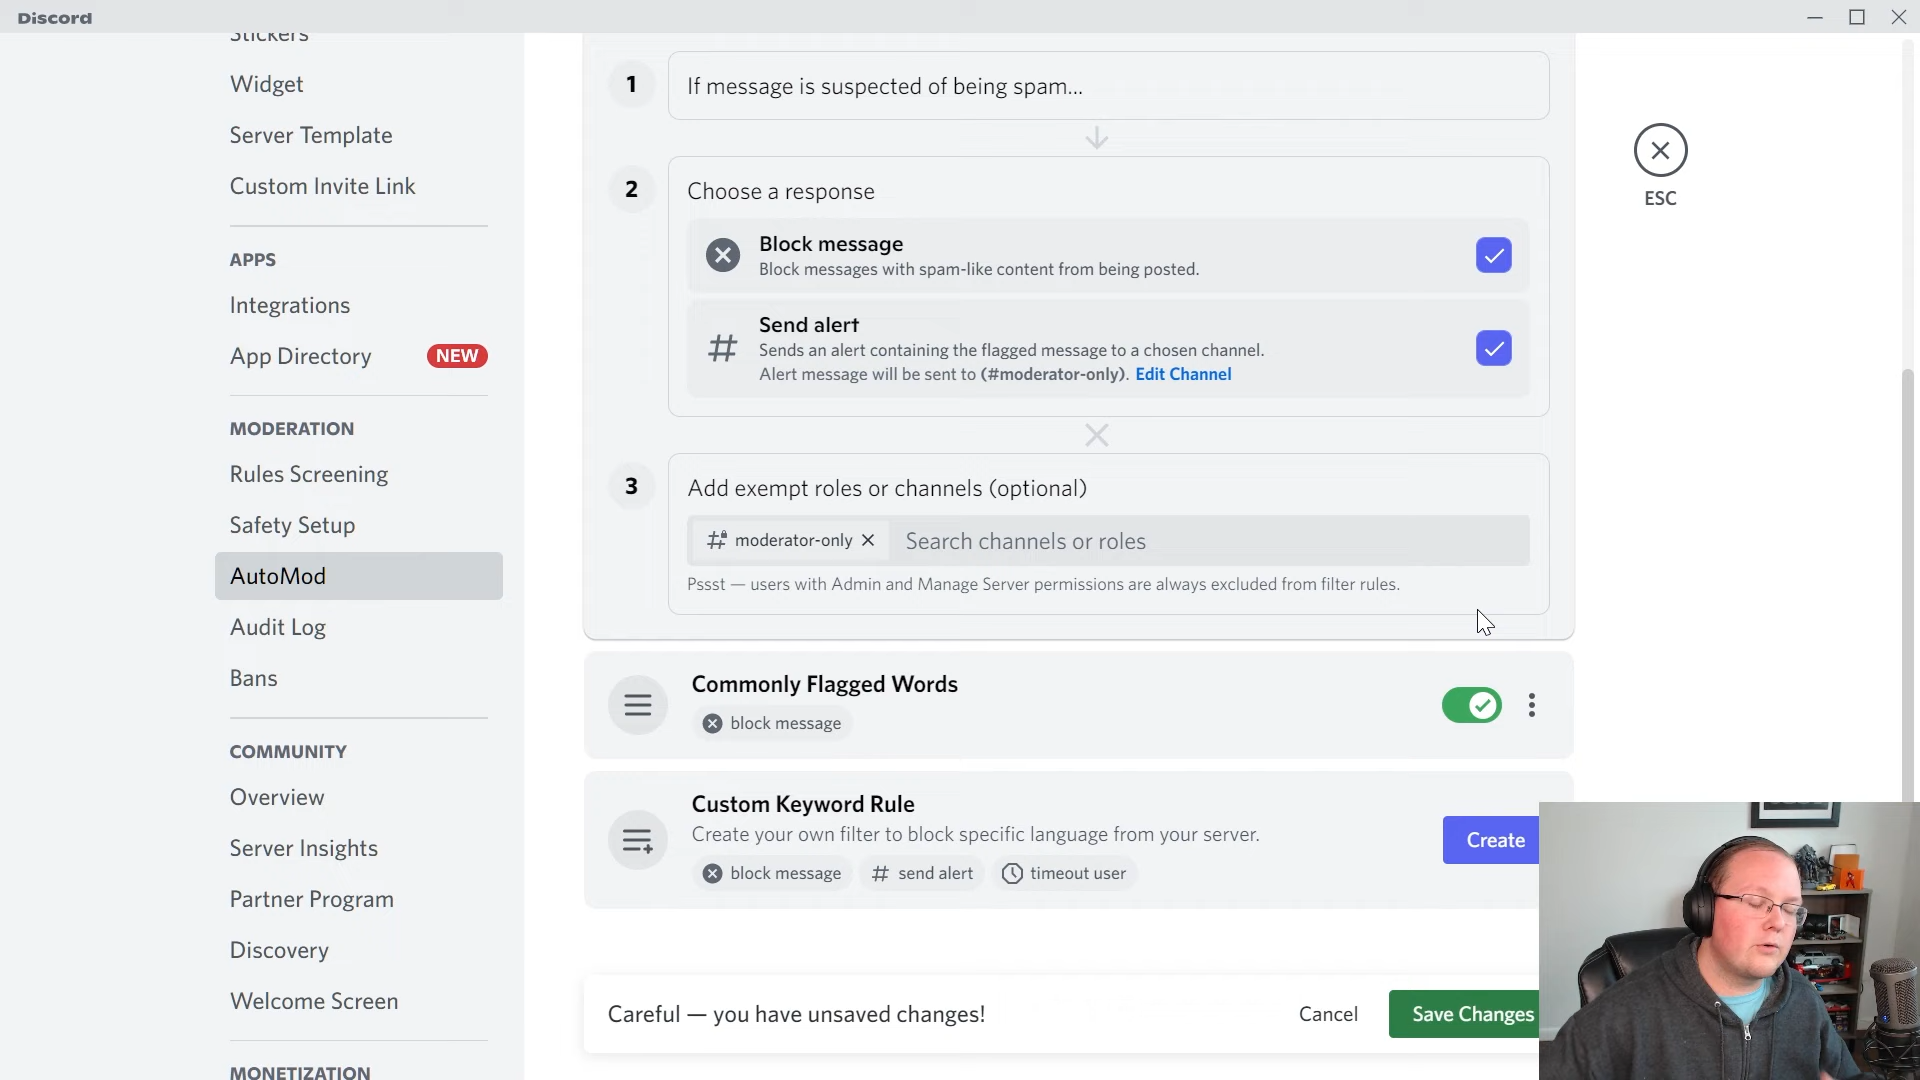 Discord
Stickers
Widget
Server Template
Custom Invite Link
APPS
Integrations
App Directory NEW
MODERATION
Rules Screening
Safety Setup
AutoMod
Audit Log
Bans
COMMUNITY
Overview
Server Insights
Partner Program
Discovery
Welcome Screen
MONETIZATION
1 If message is suspected of being spam...
2 Choose a response
Block message
Block messages with spam-like content from being posted.
Send alert
Sends an alert containing the flagged message to a chosen channel.
Alert message will be sent to (#moderator-only). Edit Channel
3 Add exempt roles or channels (optional)
moderator-only Search channels or roles
Pssst — users with Admin and Manage Server permissions are always excluded from filter rules.
Commonly Flagged Words
block message
Custom Keyword Rule
Create your own filter to block specific language from your server.
block message send alert timeout user
Create
Careful — you have unsaved changes!
Cancel
Save Changes
ESC